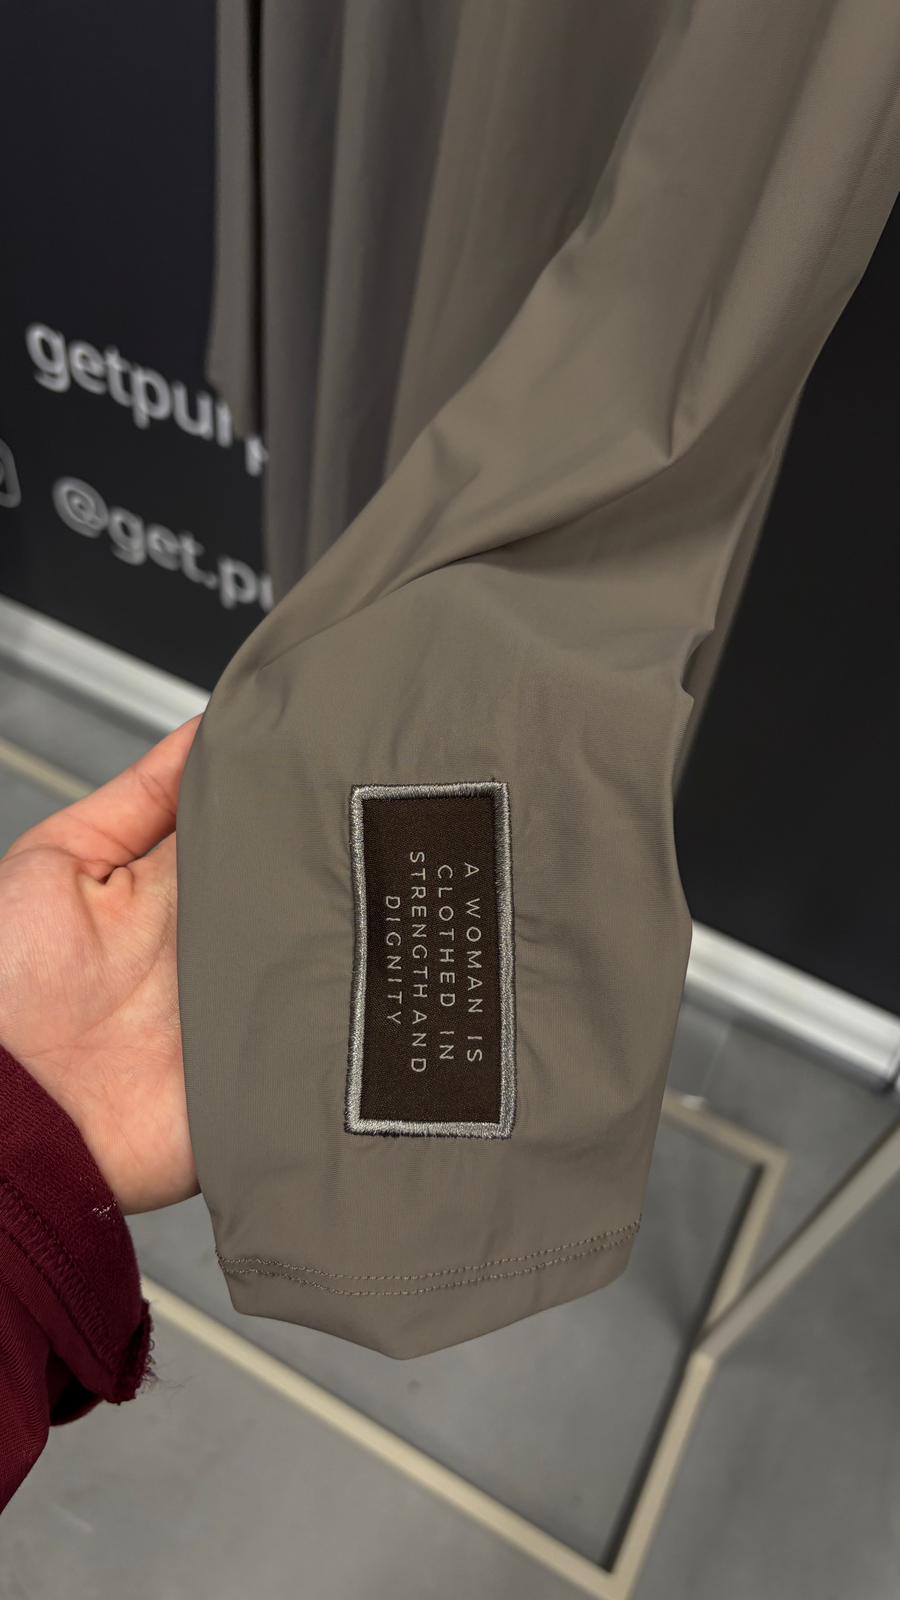 A WOMAN IS
CLOTHED IN
STRENGTH AND
DIGNITY